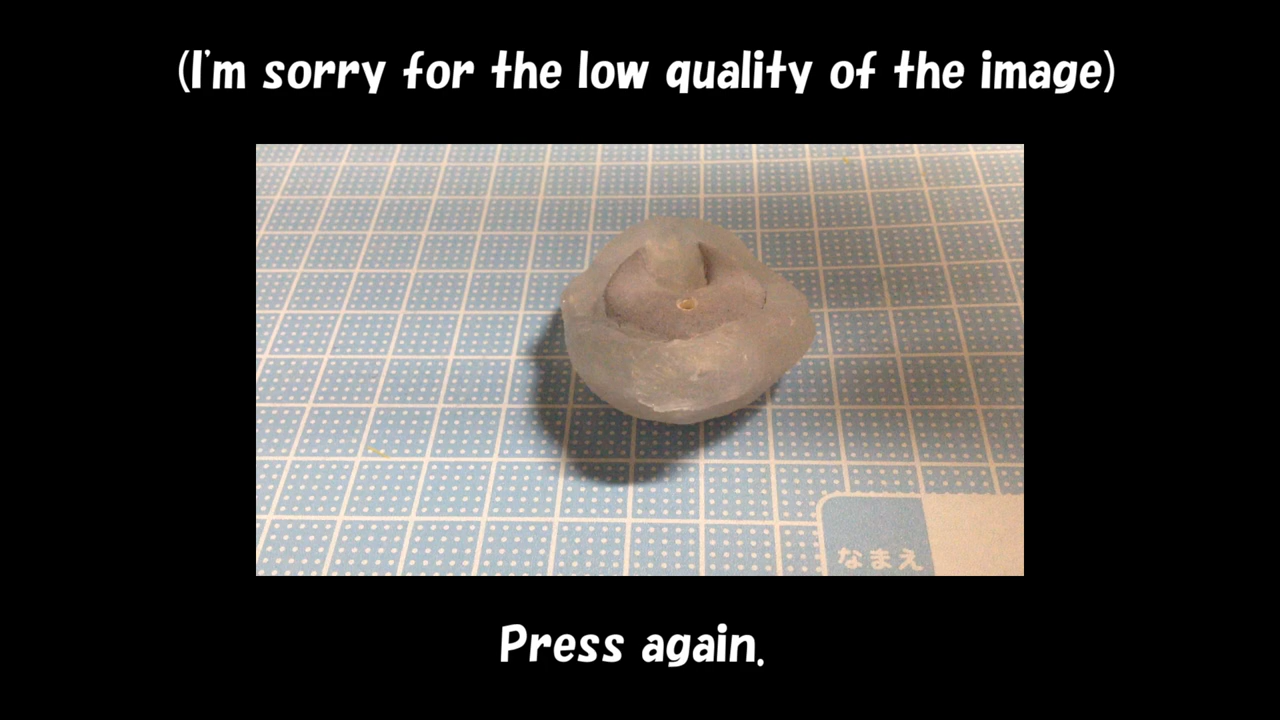 (I'm sorry for the low quality of the image)
なまえ
Press again.